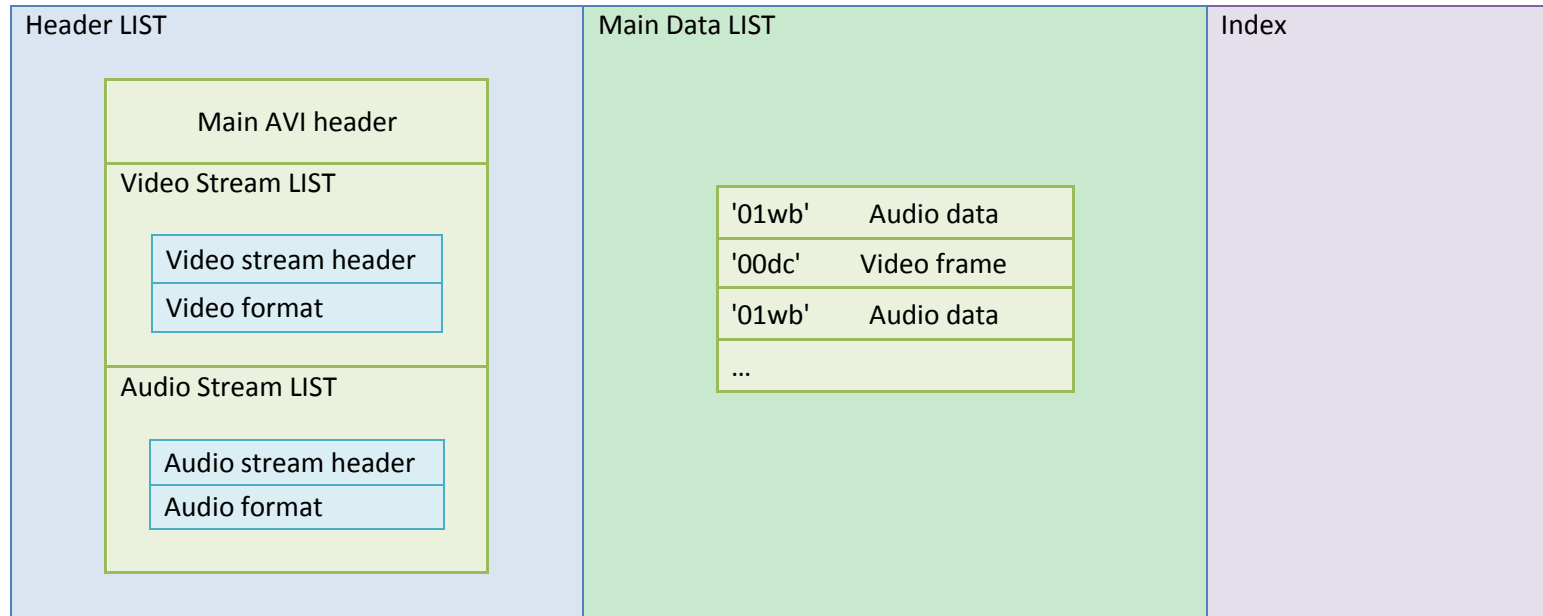 Header LIST
Main AVI header
Video Stream LIST
Video stream header
Video format
Audio Stream LIST
Audio stream header
Audio format
Main Data LIST
'01wb' Audio data
'00dc' Video frame
'01wb' Audio data
…
Index